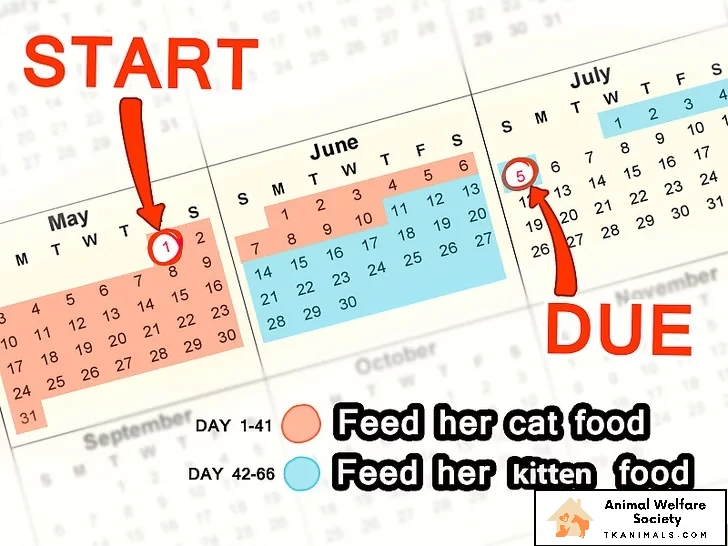 START
May
M T W T S
1 2
3 4 5 6 7 8 9
10 11 12 13 14 15 16
17 18 19 20 21 22 23
24 25 26 27 28 29 30
31
June
S M T W T F S
1 2 3 4 5 6
7 8 9 10 11 12 13
14 15 16 17 18 19 20
21 22 23 24 25 26 27
28 29 30
July
S M T W T F S
1 2 3 4
5 6 7 8 9 10
13 14 15 16 17
19 20 21 22 23 24
26 27 28 29 30 31
DUE
September
October
November
DAY 1-41 Feed her cat food
DAY 42-66 Feed her kitten food
Animal Welfare
Society
TKANIMALS.COM